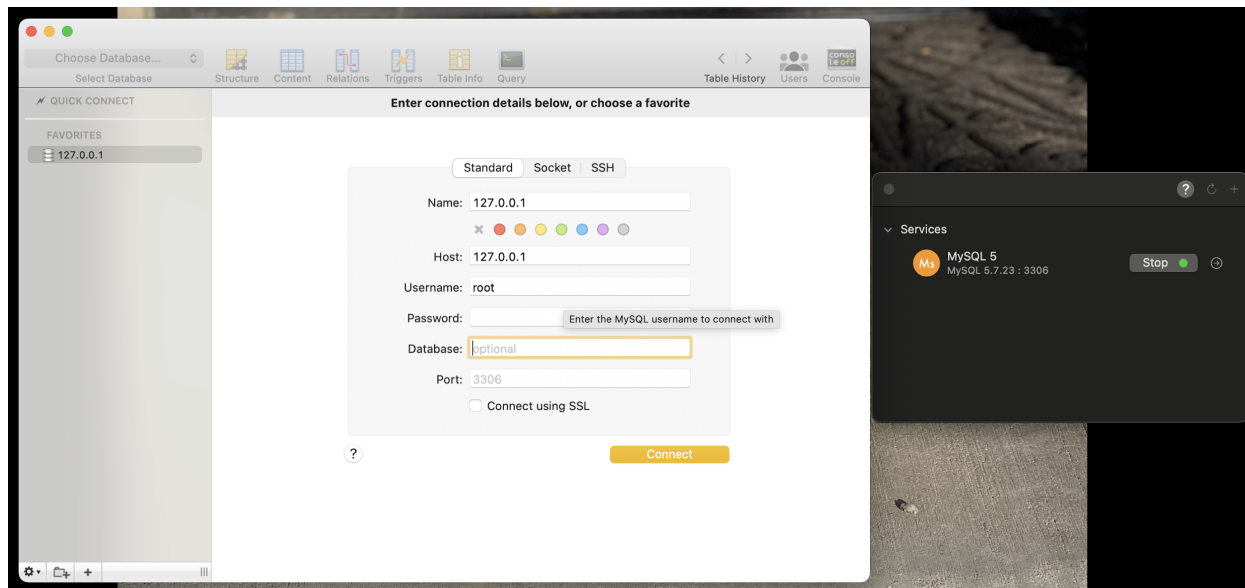 Choose Database...
Select Database
Structure
Content
Relations
Triggers
Table Info
Query
Table History
Users
conso
le off
Console
QUICK CONNECT
FAVORITES
127.0.0.1
Enter connection details below, or choose a favorite
Standard Socket SSH
Name: 127.0.0.1
Host: 127.0.0.1
Username: root
Password:
Enter the MySQL username to connect with
Database: optional
Port: 3306
Connect using SSL
?
Connect
?
Services
Ms
MySQL 5
MySQL 5.7.23 : 3306
Stop